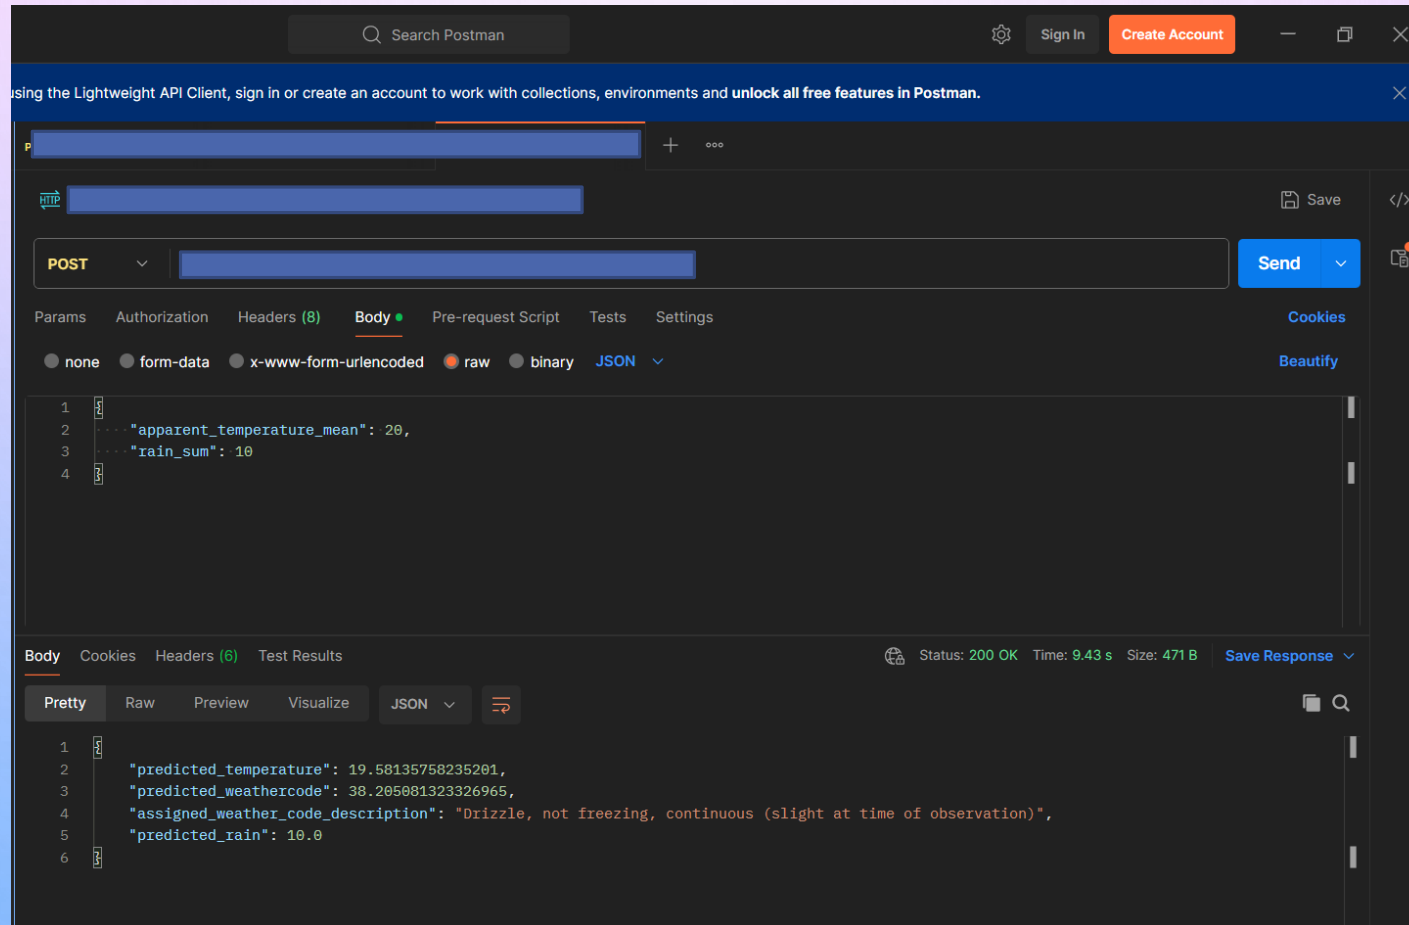 Search Postman
Sign In
Create Account
using the Lightweight API Client, sign in or create an account to work with collections, environments and unlock all free features in Postman.
P
HTTP
Save
</>
POST
Send
Params Authorization Headers (8) Body Pre-request Script Tests Settings Cookies
none form-data x-www-form-urlencoded raw binary JSON Beautify
1 {
2 "apparent_temperature_mean": 20,
3 "rain_sum": 10
4 }
Body Cookies Headers (6) Test Results Status: 200 OK Time: 9.43 s Size: 471 B Save Response
Pretty Raw Preview Visualize JSON
1 {
2 "predicted_temperature": 19.58135758235201,
3 "predicted_weathercode": 38.205081323326965,
4 "assigned_weather_code_description": "Drizzle, not freezing, continuous (slight at time of observation)",
5 "predicted_rain": 10.0
6 }